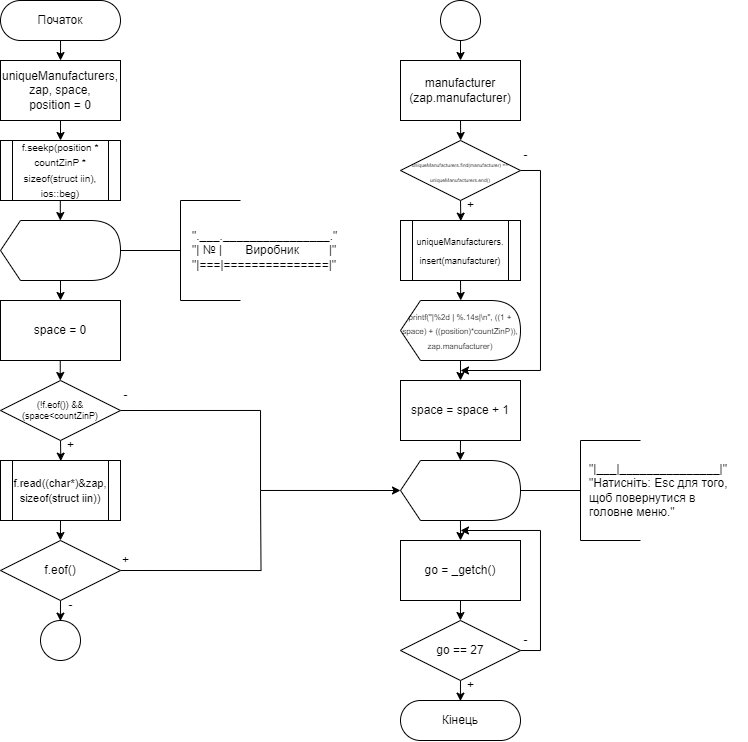 Початок
uniqueManufacturers,
zap, space,
position = 0
f.seekp(position *
countZinP *
sizeof(struct iin),
ios::beg)
".___.________________."
"| № |       Виробник         |"
"|===|===============|"
space = 0
(!f.eof()) &&
(space<countZinP)
-
+
f.read((char*)&zap,
sizeof(struct iin))
f.eof()
+
-
manufacturer
(zap.manufacturer)
uniqueManufacturers.find(manufacturer) ==
uniqueManufacturers.end()
-
+
uniqueManufacturers.
insert(manufacturer)
printf("|%2d | %.14s|\n", ((1 +
space) + ((position)*countZinP)),
zap.manufacturer)
space = space + 1
"|___|_______________|"
"Натисніть: Esc для того,
щоб повернутися в
головне меню."
go = _getch()
go == 27
-
+
Кінець